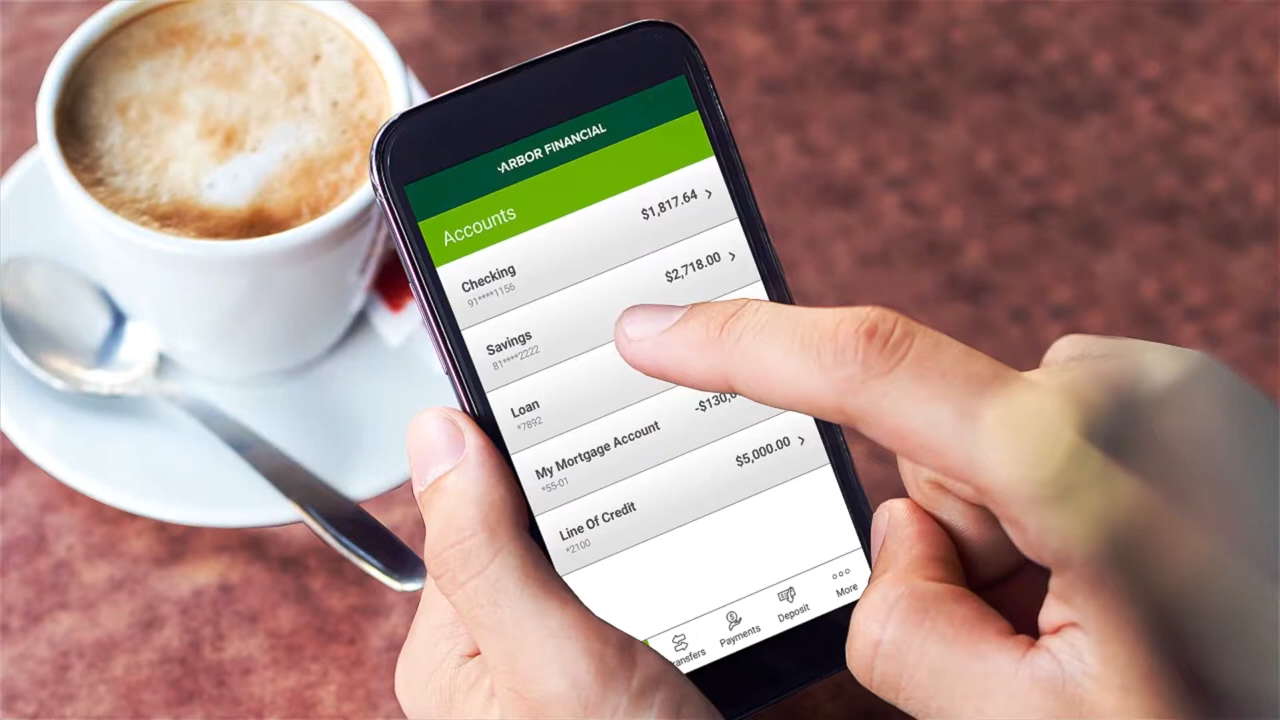 ARBOR FINANCIAL
Accounts
Checking $1,817.64
91****1156
Savings $2,718.00
81****2222
Loan
*7892
My Mortgage Account
*55-01
Line Of Credit $5,000.00
*2100
Payments
Deposit
More